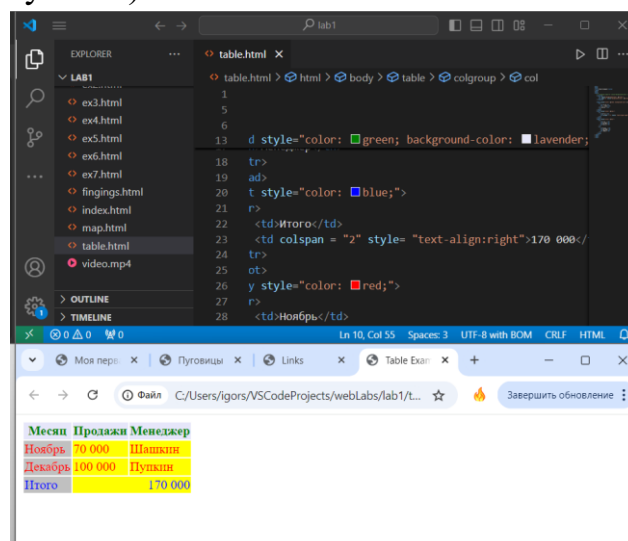 lab1
EXPLORER
LAB1
ex3.html
ex4.html
ex5.html
ex6.html
ex7.html
fingings.html
index.html
map.html
table.html
video.mp4
OUTLINE
TIMELINE
table.html
table.html > html > body > table > colgroup > col
1
5
6
13 d style="color: green; background-color: lavender;
18 tr>
19 ad>
20 t style="color: blue;">
21 r>
22 <td>Итого</td>
23 <td colspan = "2" style= "text-align:right">170 000</
24 tr>
25 ot>
26 y style="color: red;">
27 r>
28 <td>Ноябрь</td>
0 0 0 Ln 10, Col 55 Spaces: 3 UTF-8 with BOM CRLF HTML
Моя перв Пуговицы Links Table Exam
Файл C:/Users/igors/VSCodeProjects/webLabs/lab1/t... Завершить обновление
Месяц Продажи Менеджер
Ноябрь 70 000 Шашкин
Декабрь 100 000 Пупкин
Итого 170 000